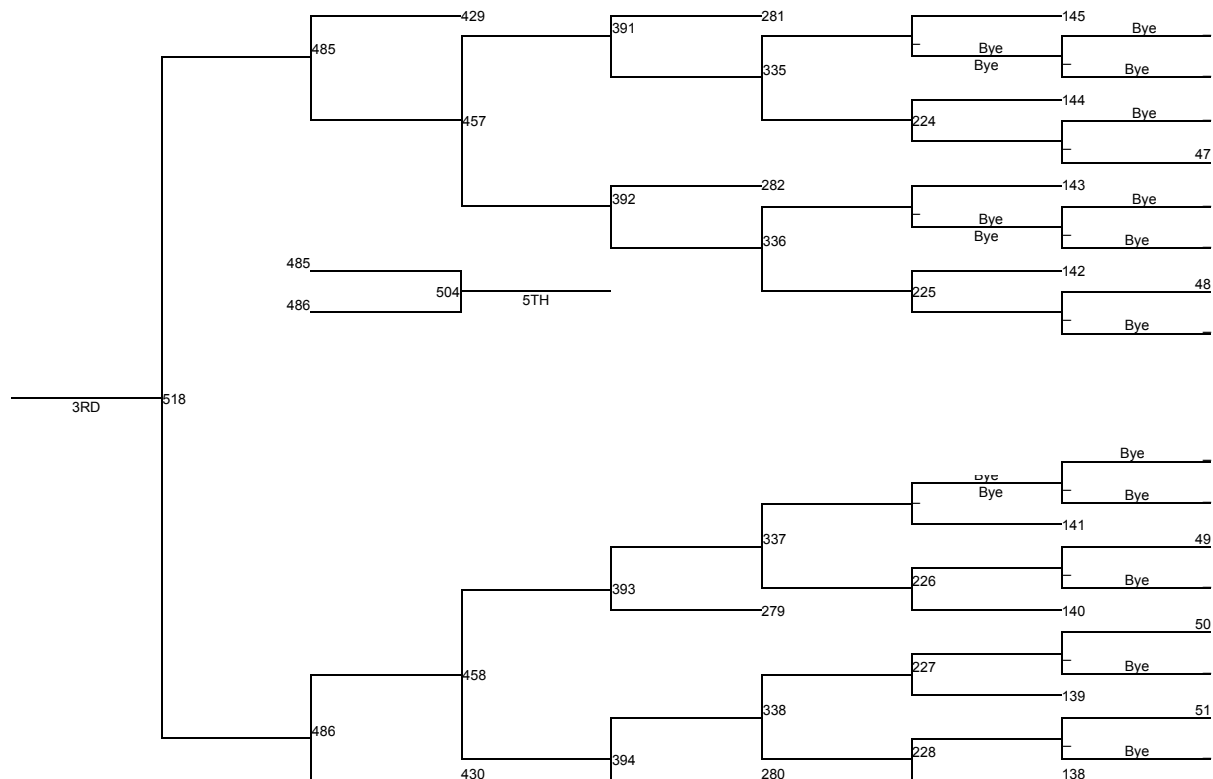 429 281 145
391 Bye
485 Bye
Bye
335 Bye
144
Bye
457 224
47
282 143
392 Bye
Bye
336 Bye
485 142
48
504 225
5TH
486 Bye
3RD 518
Bye
Bye
Bye Bye
141
337 49
226
393 Bye
279 140
50
227
458 Bye
139
338 51
486
394 228 Bye
430 280 138